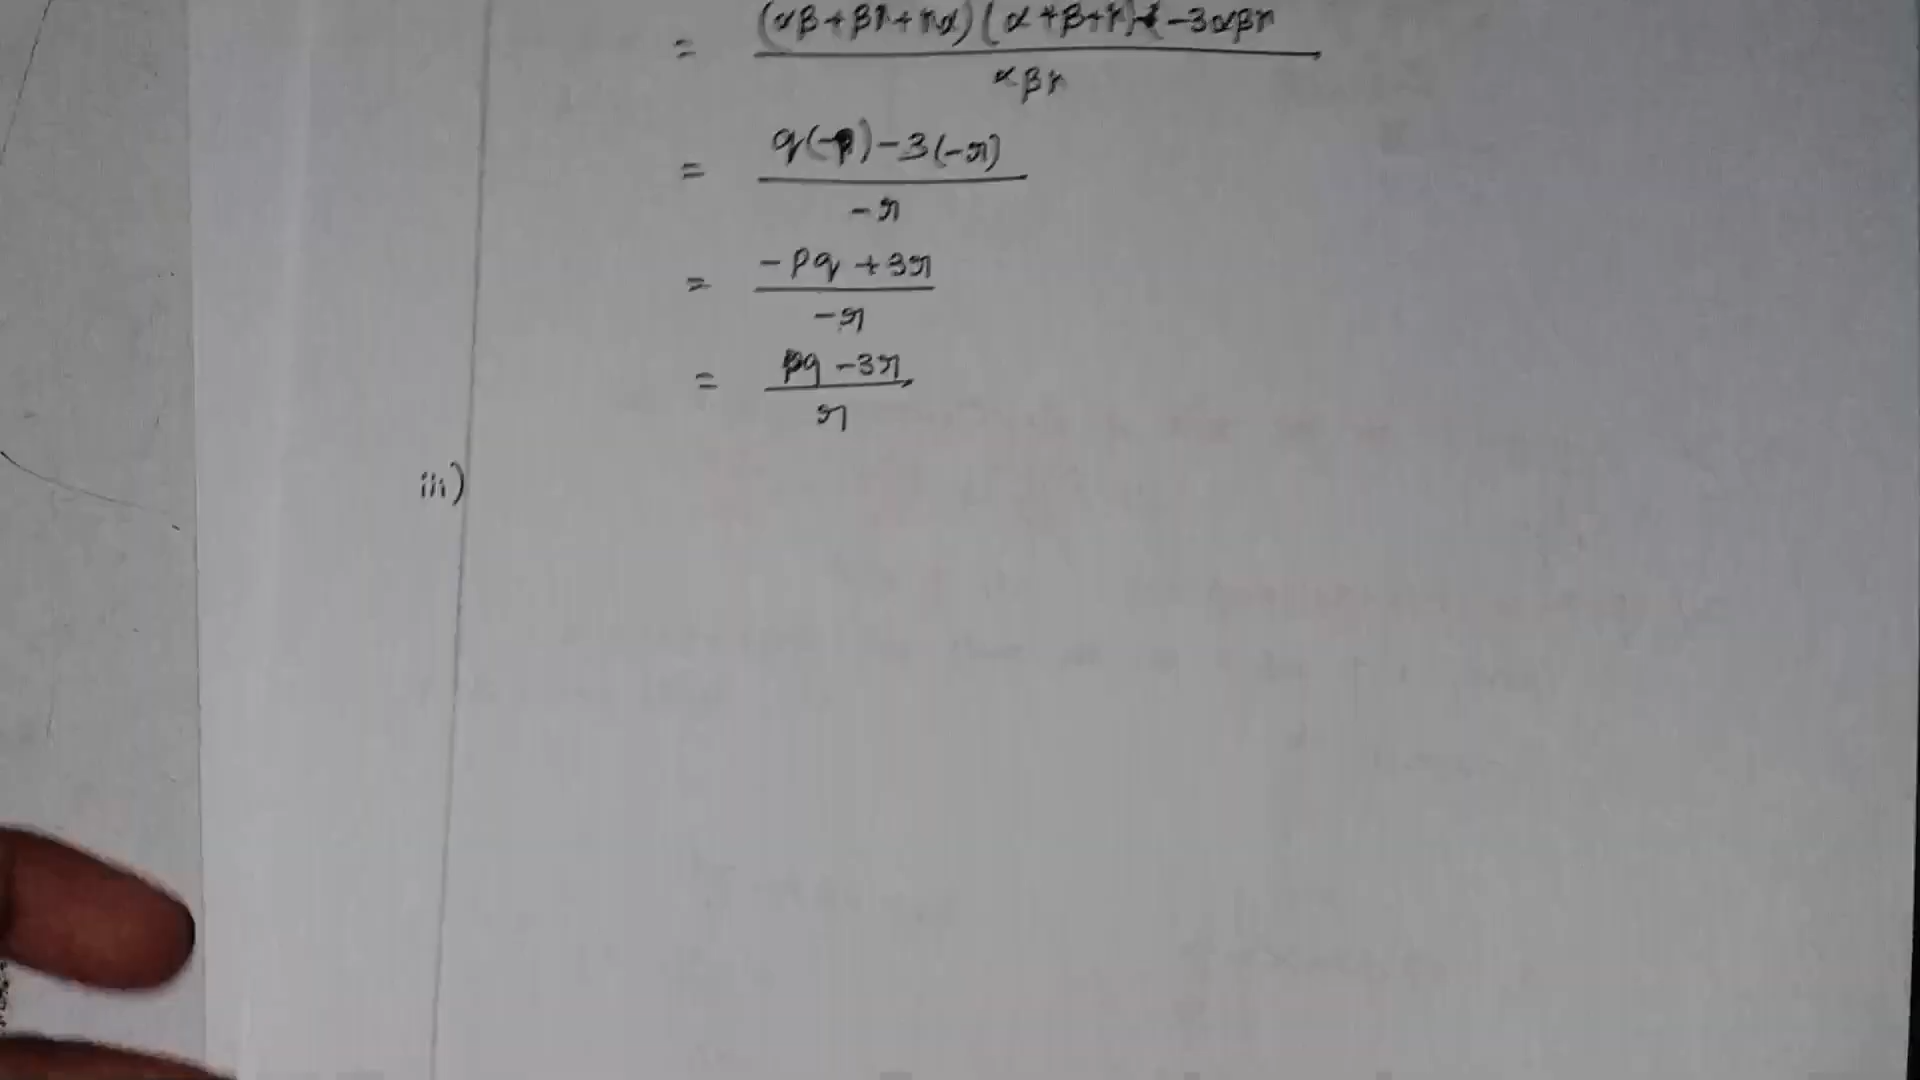 = (αβ+βγ+γα)(α+β+γ) -3αβγ / αβγ
= q(-p)-3(-r) / -r
= -pq +3r / -r
= pq -3r / r
iii)